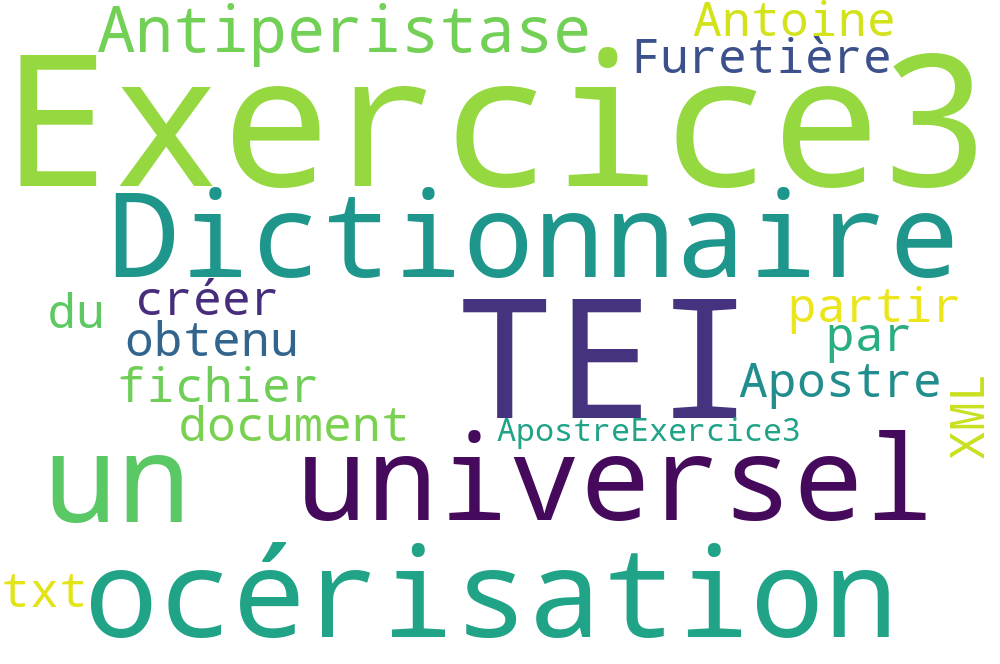 Antiperistase Antoine
Furetière
Exercice3
Dictionnaire
du créer TEI partir
obtenu par
fichier Apostre
document ApostreExercice3 XML
un universel
txt océrisation